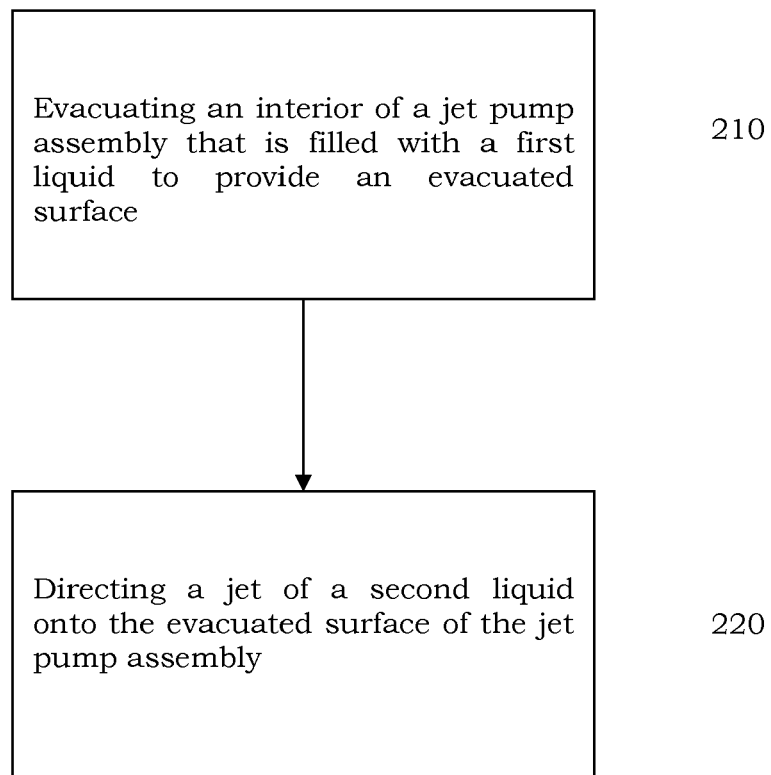 Evacuating an interior of a jet pump
assembly that is filled with a first
liquid to provide an evacuated
surface
210
Directing a jet of a second liquid
onto the evacuated surface of the jet
pump assembly
220